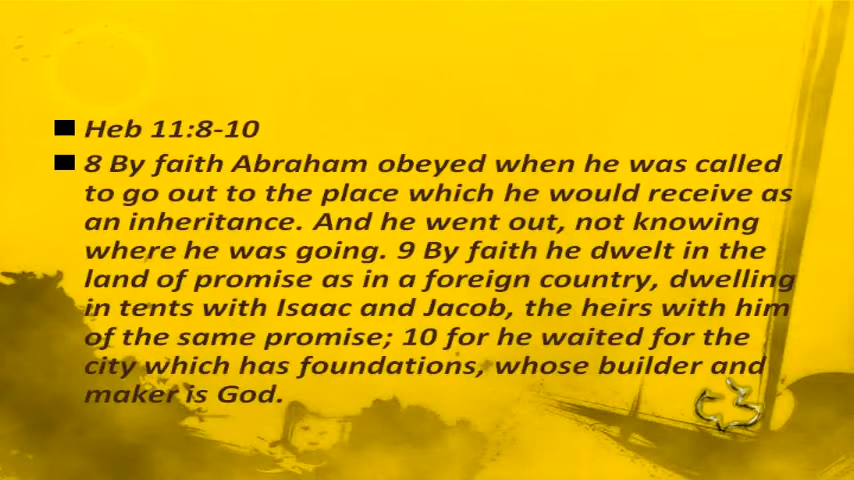 Heb 11:8-10
8 By faith Abraham obeyed when he was called
to go out to the place which he would receive as
an inheritance. And he went out, not knowing
where he was going. 9 By faith he dwelt in the
land of promise as in a foreign country, dwelling
in tents with Isaac and Jacob, the heirs with him
of the same promise; 10 for he waited for the
city which has foundations, whose builder and
maker is God.